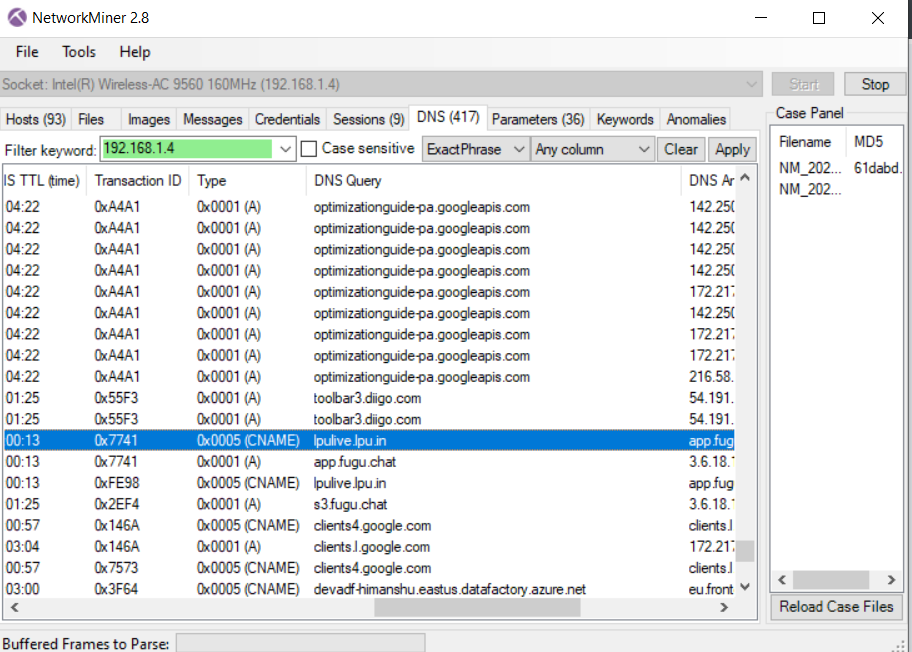 NetworkMiner 2.8
File Tools Help
Socket: Intel(R) Wireless-AC 9560 160MHz (192.168.1.4) Start Stop
Hosts (93) Files Images Messages Credentials Sessions (9) DNS (417) Parameters (36) Keywords Anomalies
Case Panel
Filter keyword: 192.168.1.4 Case sensitive ExactPhrase Any column Clear Apply
Filename MD5
NM_202... 61dabd.
NM_202...
IS TTL (time) Transaction ID Type DNS Query DNS Ar
04:22 0xA4A1 0x0001 (A) optimizationguide-pa.googleapis.com 142.250
04:22 0xA4A1 0x0001 (A) optimizationguide-pa.googleapis.com 142.250
04:22 0xA4A1 0x0001 (A) optimizationguide-pa.googleapis.com 142.250
04:22 0xA4A1 0x0001 (A) optimizationguide-pa.googleapis.com 142.250
04:22 0xA4A1 0x0001 (A) optimizationguide-pa.googleapis.com 172.217
04:22 0xA4A1 0x0001 (A) optimizationguide-pa.googleapis.com 142.250
04:22 0xA4A1 0x0001 (A) optimizationguide-pa.googleapis.com 172.217
04:22 0xA4A1 0x0001 (A) optimizationguide-pa.googleapis.com 172.217
04:22 0xA4A1 0x0001 (A) optimizationguide-pa.googleapis.com 216.58.
01:25 0x55F3 0x0001 (A) toolbar3.diigo.com 54.191.
01:25 0x55F3 0x0001 (A) toolbar3.diigo.com 54.191.
00:13 0x7741 0x0005 (CNAME) lpulive.lpu.in app.fug
00:13 0x7741 0x0001 (A) app.fugu.chat 3.6.18.1
00:13 0xFE98 0x0005 (CNAME) lpulive.lpu.in app.fug
01:25 0x2EF4 0x0001 (A) s3.fugu.chat 3.6.18.1
00:57 0x146A 0x0005 (CNAME) clients4.google.com clients.l
03:04 0x146A 0x0001 (A) clients.l.google.com 172.217
00:57 0x7573 0x0005 (CNAME) clients4.google.com clients.l
03:00 0x3F64 0x0005 (CNAME) devadf-himanshu.eastus.datafactory.azure.net eu.front
Reload Case Files
Buffered Frames to Parse: